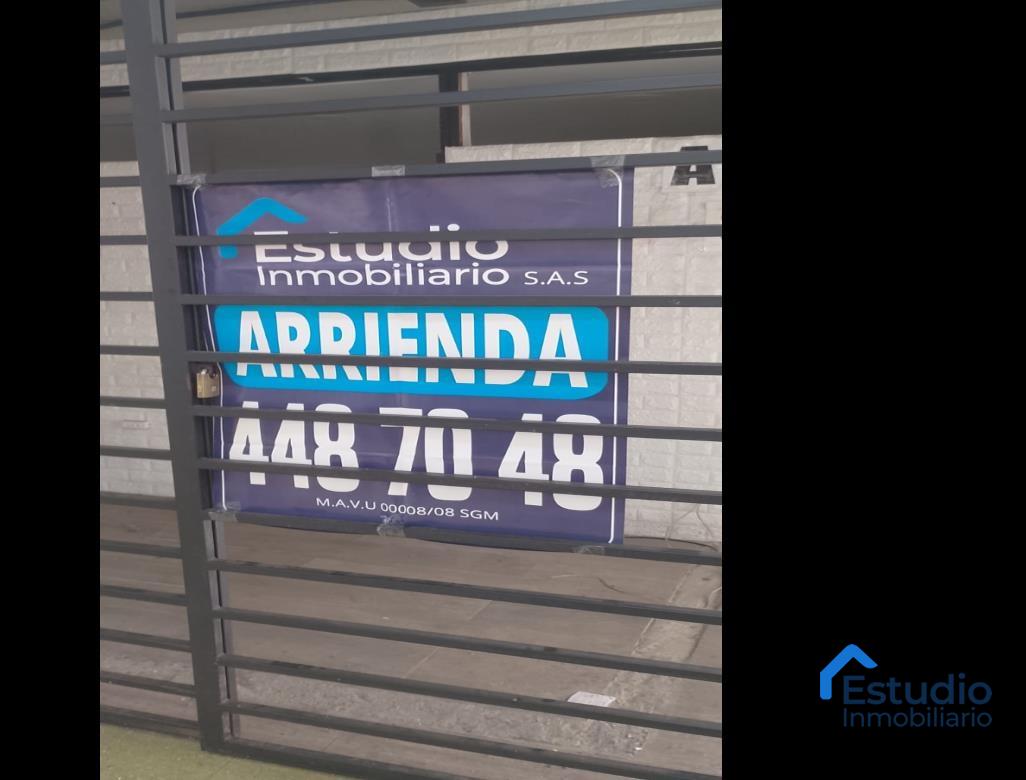 A
Estudio
Inmobiliario S.A.S
ARRIENDA
448 70 48
M.A.V.U 00008/08 SGM
Estudio
Inmobiliario